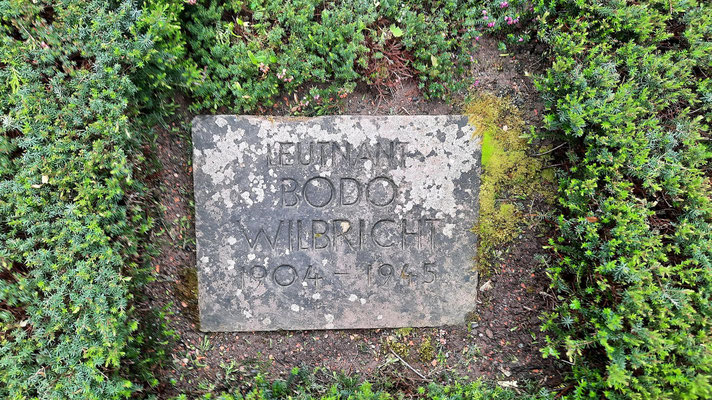 LEUTNANT
BODO
WILBRICHT
1904 – 1945